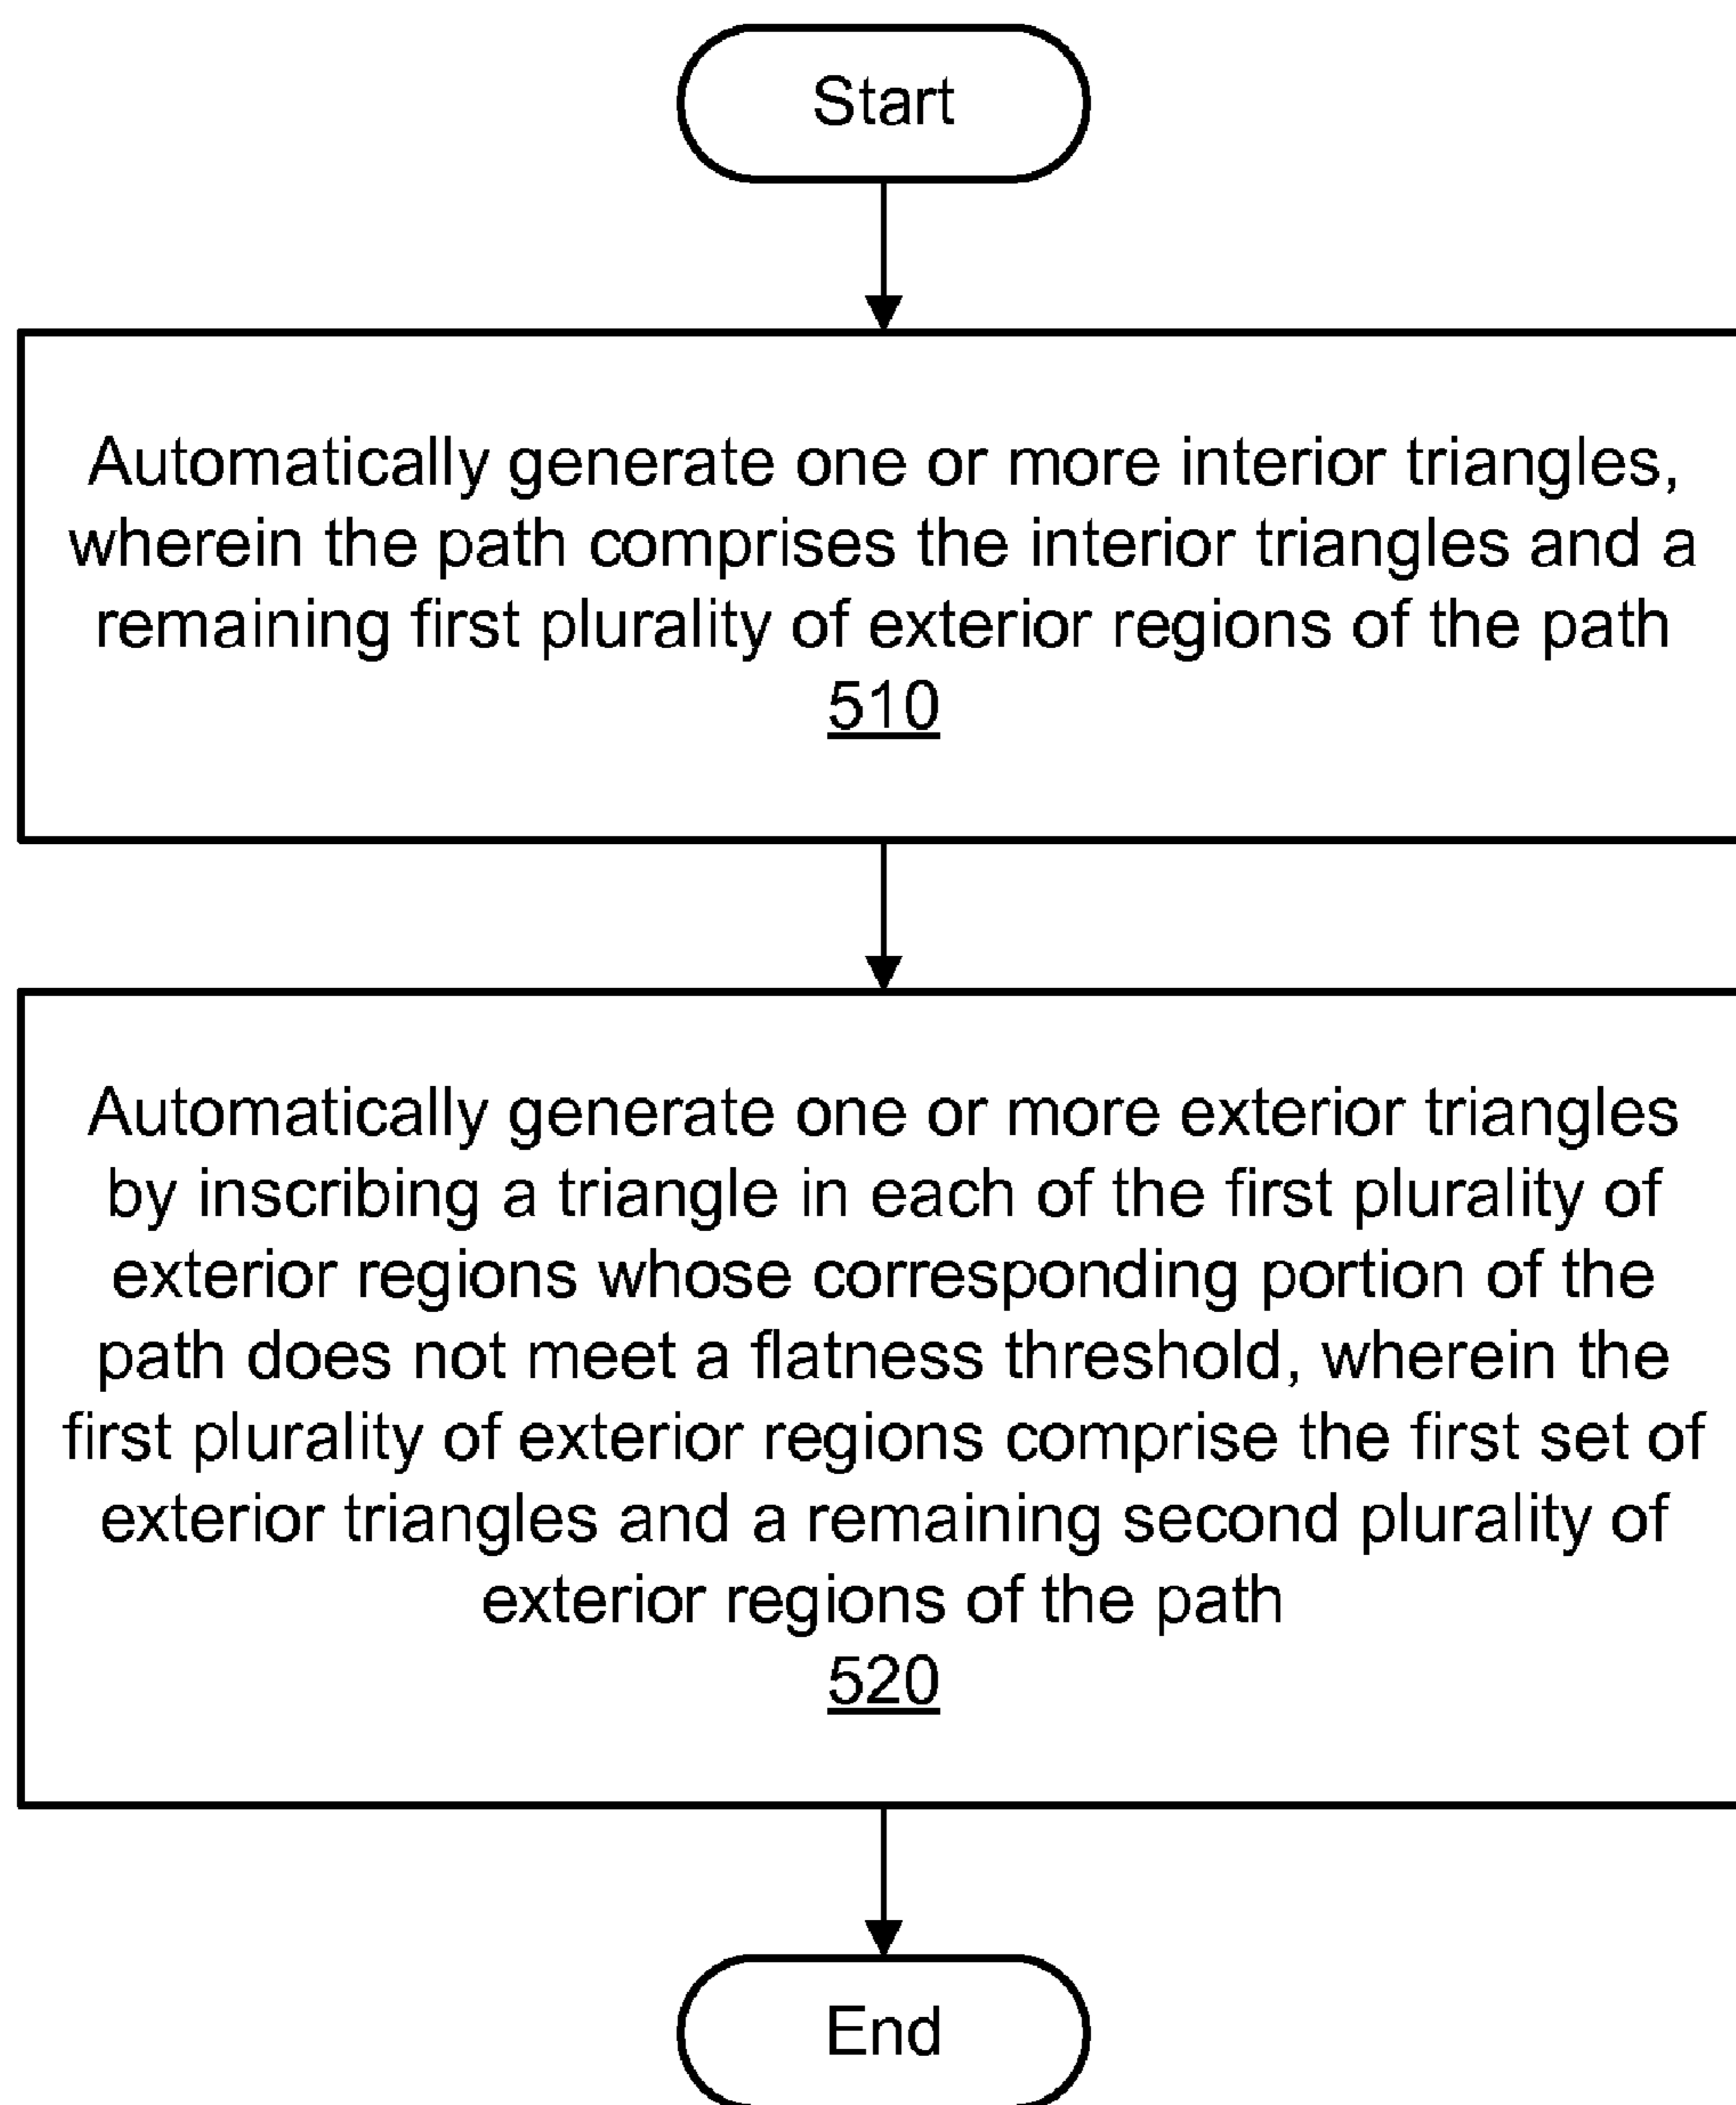 Start
Automatically generate one or more interior triangles,
wherein the path comprises the interior triangles and a
remaining first plurality of exterior regions of the path
510
Automatically generate one or more exterior triangles
by inscribing a triangle in each of the first plurality of
exterior regions whose corresponding portion of the
path does not meet a flatness threshold, wherein the
first plurality of exterior regions comprise the first set of
exterior triangles and a remaining second plurality of
exterior regions of the path
520
End